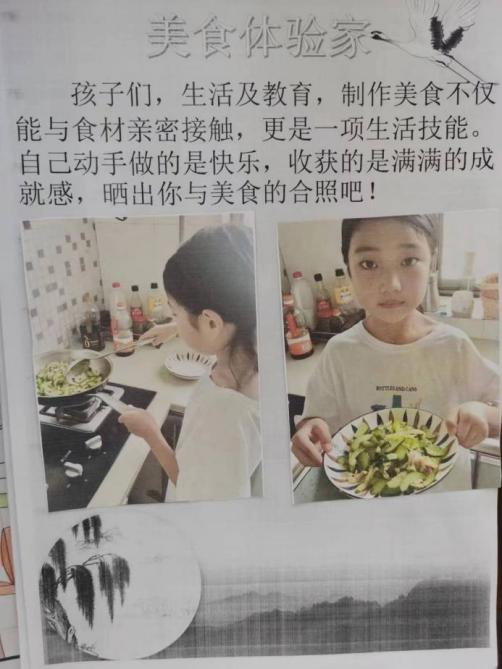 美食体验家
孩子们，生活及教育，制作美食不仅
能与食材亲密接触，更是一项生活技能。
自己动手做的是快乐，收获的是满满的成
就感，晒出你与美食的合照吧！
BOTTLES AND CANS